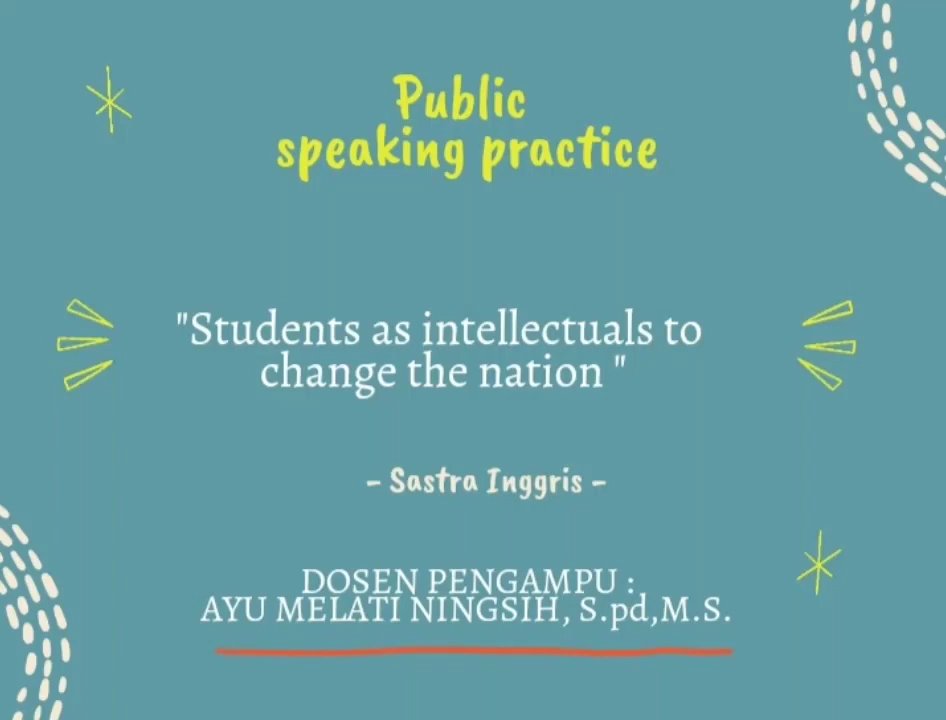 Public
speaking practice
"Students as intellectuals to
change the nation "
- Sastra Inggris -
DOSEN PENGAMPU :
AYU MELATI NINGSIH, S.pd,M.S.